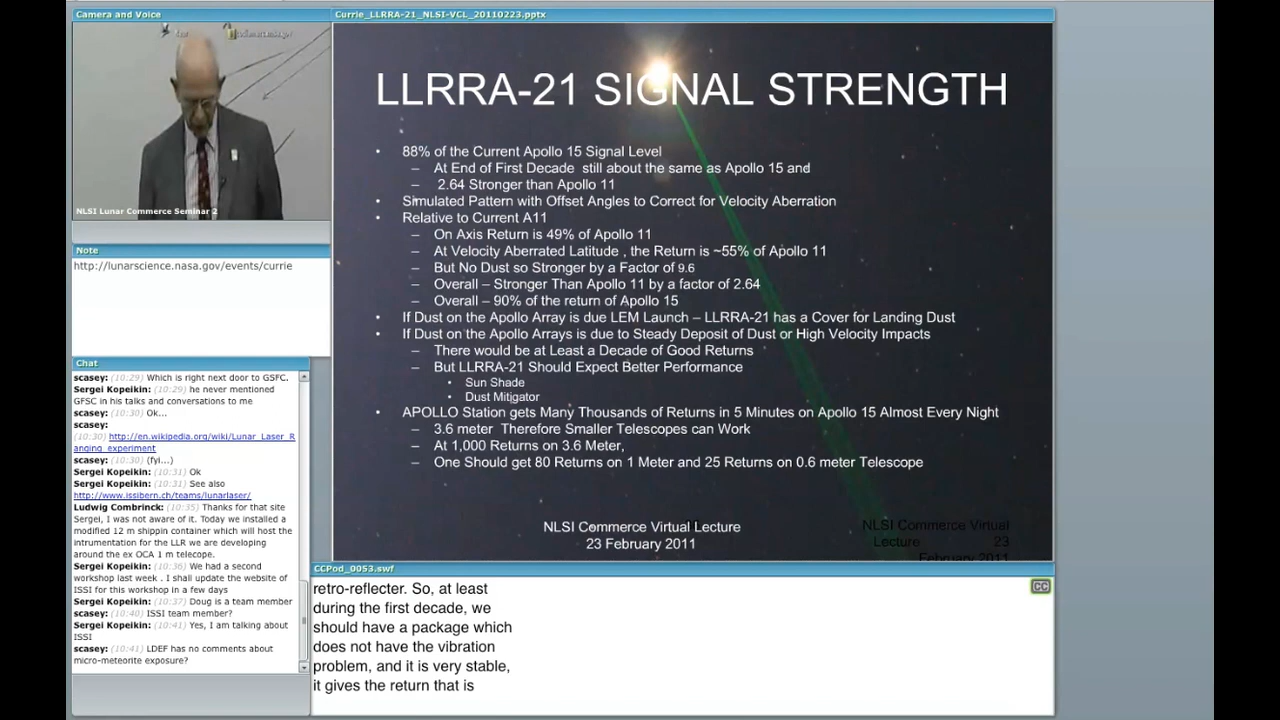 Camera and Voice
NLSI Lunar Commerce Seminar 2
Note
http://lunarscience.nasa.gov/events/currie
Chat
scasey: (10:29) Which is right next door to GSFC.
Sergei Kopeikin: (10:29) he never mentioned
GFSC in his talks and conversations to me
scasey: (10:30) Ok...
scasey:
(10:30) http://en.wikipedia.org/wiki/Lunar_Laser_R
anging_experiment
scasey: (10:30) (fyi...)
Sergei Kopeikin: (10:31) Ok
Sergei Kopeikin: (10:31) See also
http://www.issibern.ch/teams/lunarlaser/
Ludwig Combrinck: (10:35) Thanks for that site
Sergei, I was not aware of it. Today we installed a
modified 12 m shippin container which will host the
intrumentation for the LLR we are developing
around the ex OCA 1 m telecope.
Sergei Kopeikin: (10:36) We had a second
workshop last week . I shall update the website of
ISSI for this workshop in a few days
Sergei Kopeikin: (10:37) Doug is a team member
scasey: (10:40) ISSI team member?
Sergei Kopeikin: (10:41) Yes, I am talking about
ISSI
scasey: (10:41) LDEF has no comments about
micro-meteorite exposure?
Currie_LLRRA-21_NLSI-VCL_20110223.pptx
LLRRA-21 SIGNAL STRENGTH
• 88% of the Current Apollo 15 Signal Level
– At End of First Decade still about the same as Apollo 15 and
– 2.64 Stronger than Apollo 11
• Simulated Pattern with Offset Angles to Correct for Velocity Aberration
• Relative to Current A11
– On Axis Return is 49% of Apollo 11
– At Velocity Aberrated Latitude , the Return is ~55% of Apollo 11
– But No Dust so Stronger by a Factor of 9.6
– Overall – Stronger Than Apollo 11 by a factor of 2.64
– Overall – 90% of the return of Apollo 15
• If Dust on the Apollo Array is due LEM Launch – LLRRA-21 has a Cover for Landing Dust
• If Dust on the Apollo Arrays is due to Steady Deposit of Dust or High Velocity Impacts
– There would be at Least a Decade of Good Returns
– But LLRRA-21 Should Expect Better Performance
• Sun Shade
• Dust Mitigator
• APOLLO Station gets Many Thousands of Returns in 5 Minutes on Apollo 15 Almost Every Night
– 3.6 meter Therefore Smaller Telescopes can Work
– At 1,000 Returns on 3.6 Meter,
– One Should get 80 Returns on 1 Meter and 25 Returns on 0.6 meter Telescope
NLSI Commerce Virtual Lecture
23 February 2011
NLSI Commerce Virtual
Lecture 23
February 2011
CCPod_0053.swf
CC
retro-reflecter. So, at least
during the first decade, we
should have a package which
does not have the vibration
problem, and it is very stable,
it gives the return that is